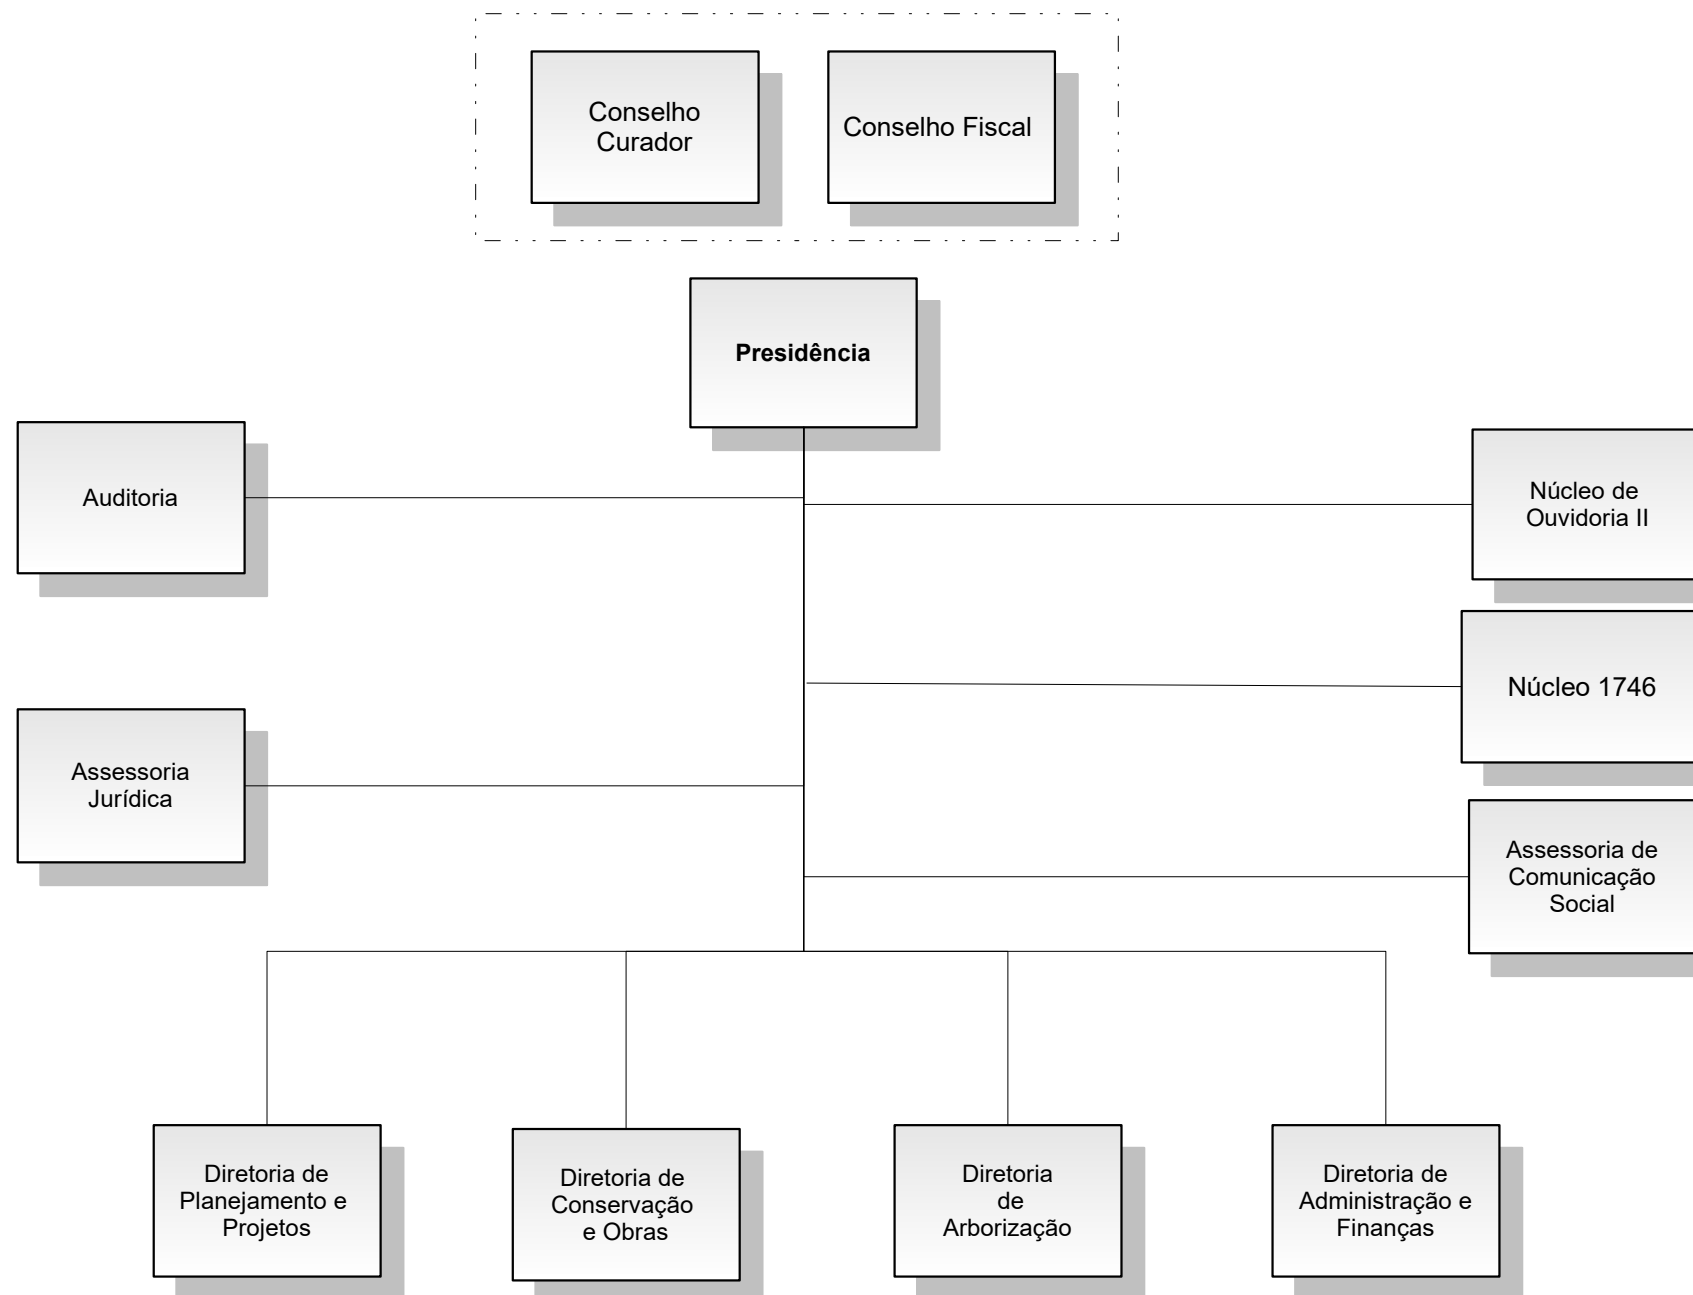 Conselho
Curador
Conselho Fiscal
Presidência
Auditoria
Núcleo de
Ouvidoria II
Núcleo 1746
Assessoria
Jurídica
Assessoria de
Comunicação
Social
Diretoria de
Planejamento e
Projetos
Diretoria de
Conservação
e Obras
Diretoria
de
Arborização
Diretoria de
Administração e
Finanças